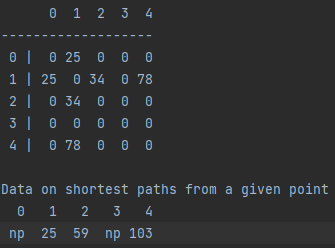 0 1 2 3 4
-------------------
0 | 0 25 0 0 0
1 | 25 0 34 0 78
2 | 0 34 0 0 0
3 | 0 0 0 0 0
4 | 0 78 0 0 0
Data on shortest paths from a given point
0 1 2 3 4
np 25 59 np 103